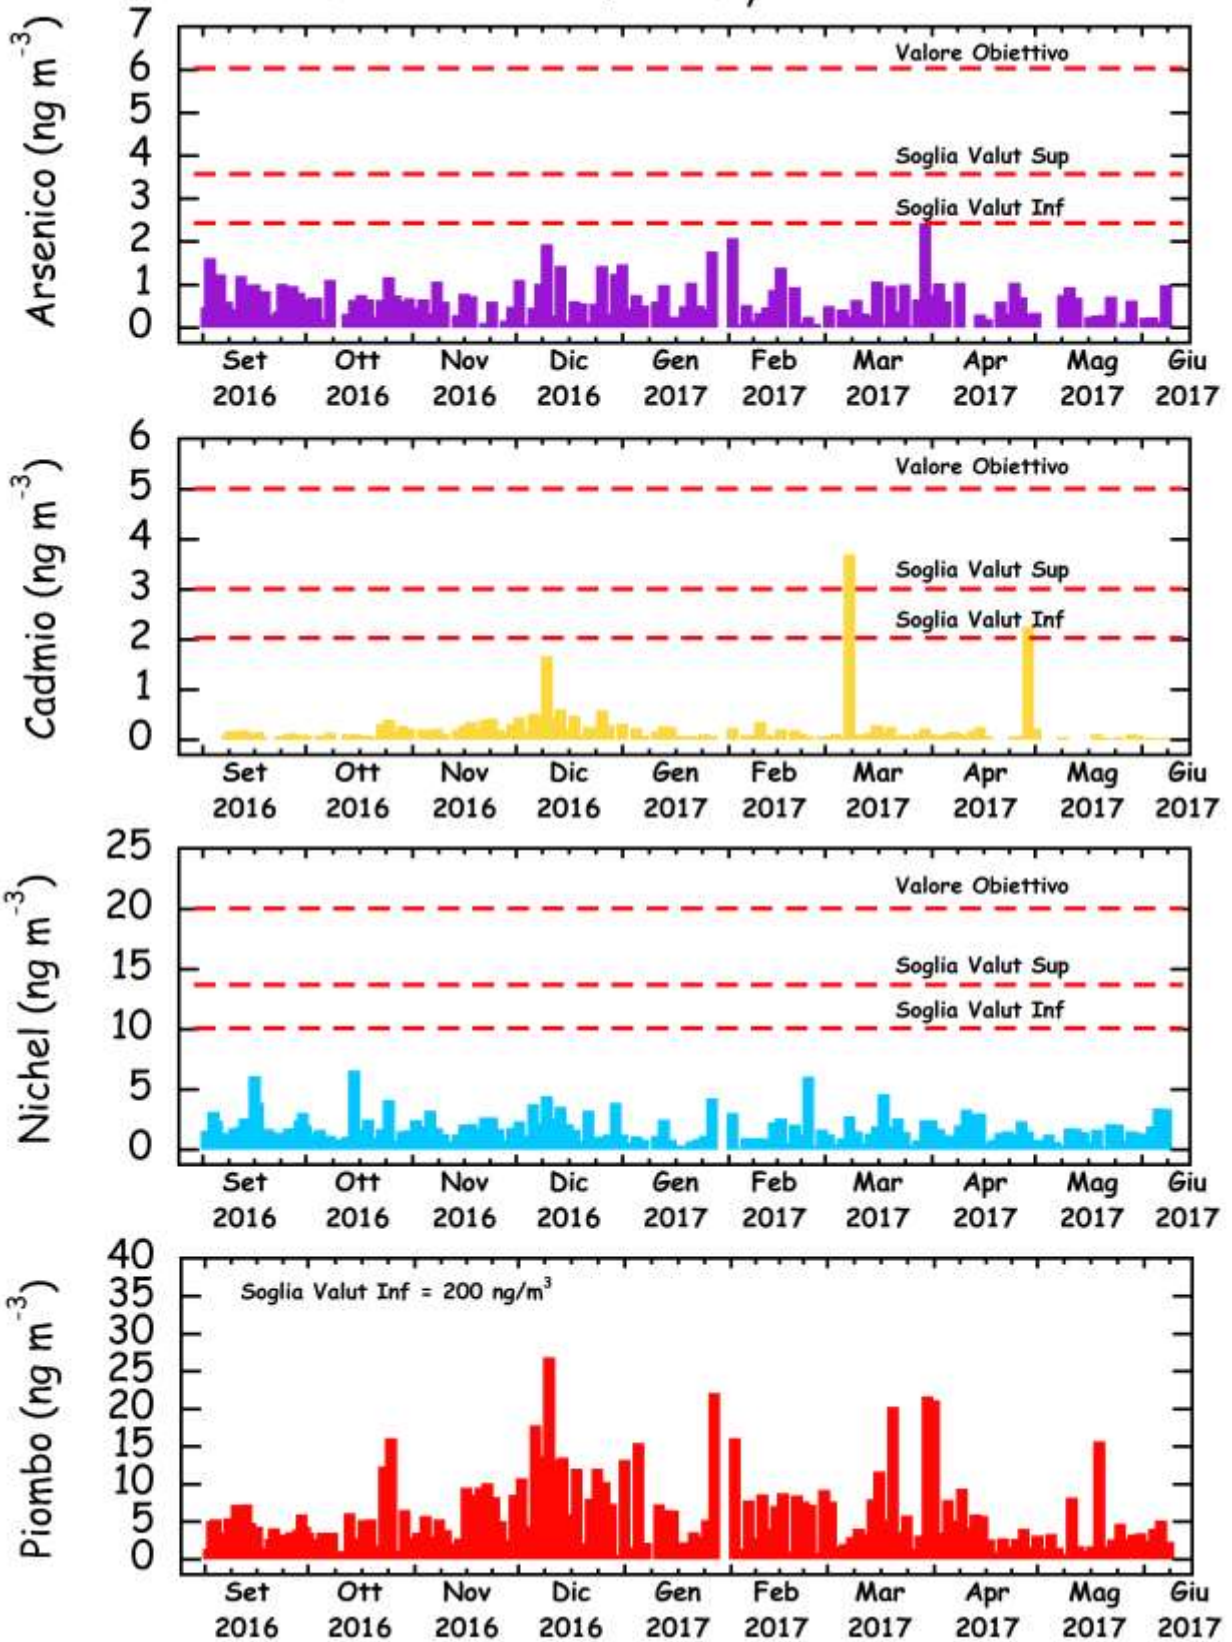 Arsenico (ng m⁻³)
7
6
5
4
3
2
1
0
Valore Obiettivo
Soglia Valut Sup
Soglia Valut Inf
Set Ott Nov Dic Gen Feb Mar Apr Mag Giu
2016 2016 2016 2016 2017 2017 2017 2017 2017 2017
Cadmio (ng m⁻³)
6
5
4
3
2
1
0
Valore Obiettivo
Soglia Valut Sup
Soglia Valut Inf
Set Ott Nov Dic Gen Feb Mar Apr Mag Giu
2016 2016 2016 2016 2017 2017 2017 2017 2017 2017
Nichel (ng m⁻³)
25
20
15
10
5
0
Valore Obiettivo
Soglia Valut Sup
Soglia Valut Inf
Set Ott Nov Dic Gen Feb Mar Apr Mag Giu
2016 2016 2016 2016 2017 2017 2017 2017 2017 2017
Piombo (ng m⁻³)
40
35
30
25
20
15
10
5
0
Soglia Valut Inf = 200 ng/m³
Set Ott Nov Dic Gen Feb Mar Apr Mag Giu
2016 2016 2016 2016 2017 2017 2017 2017 2017 2017